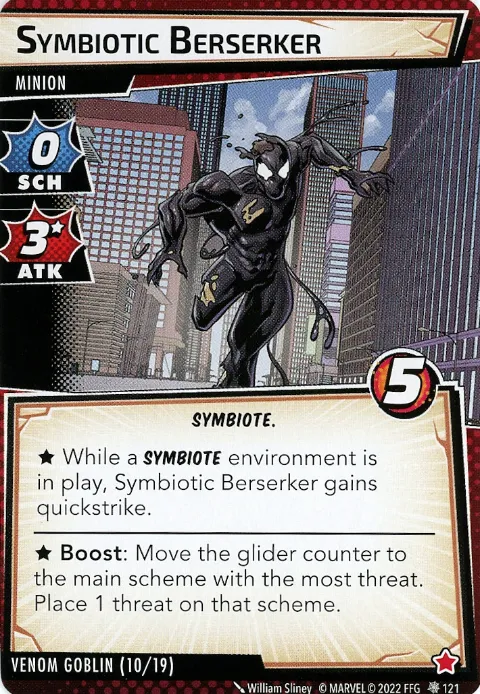 SYMBIOTIC BERSERKER
MINION
0
SCH
3★
ATK
5
SYMBIOTE.
★ While a SYMBIOTE environment is
in play, Symbiotic Berserker gains
quickstrike.
★ Boost: Move the glider counter to
the main scheme with the most threat.
Place 1 threat on that scheme.
VENOM GOBLIN (10/19)
William Sliney © MARVEL © 2022 FFG 121